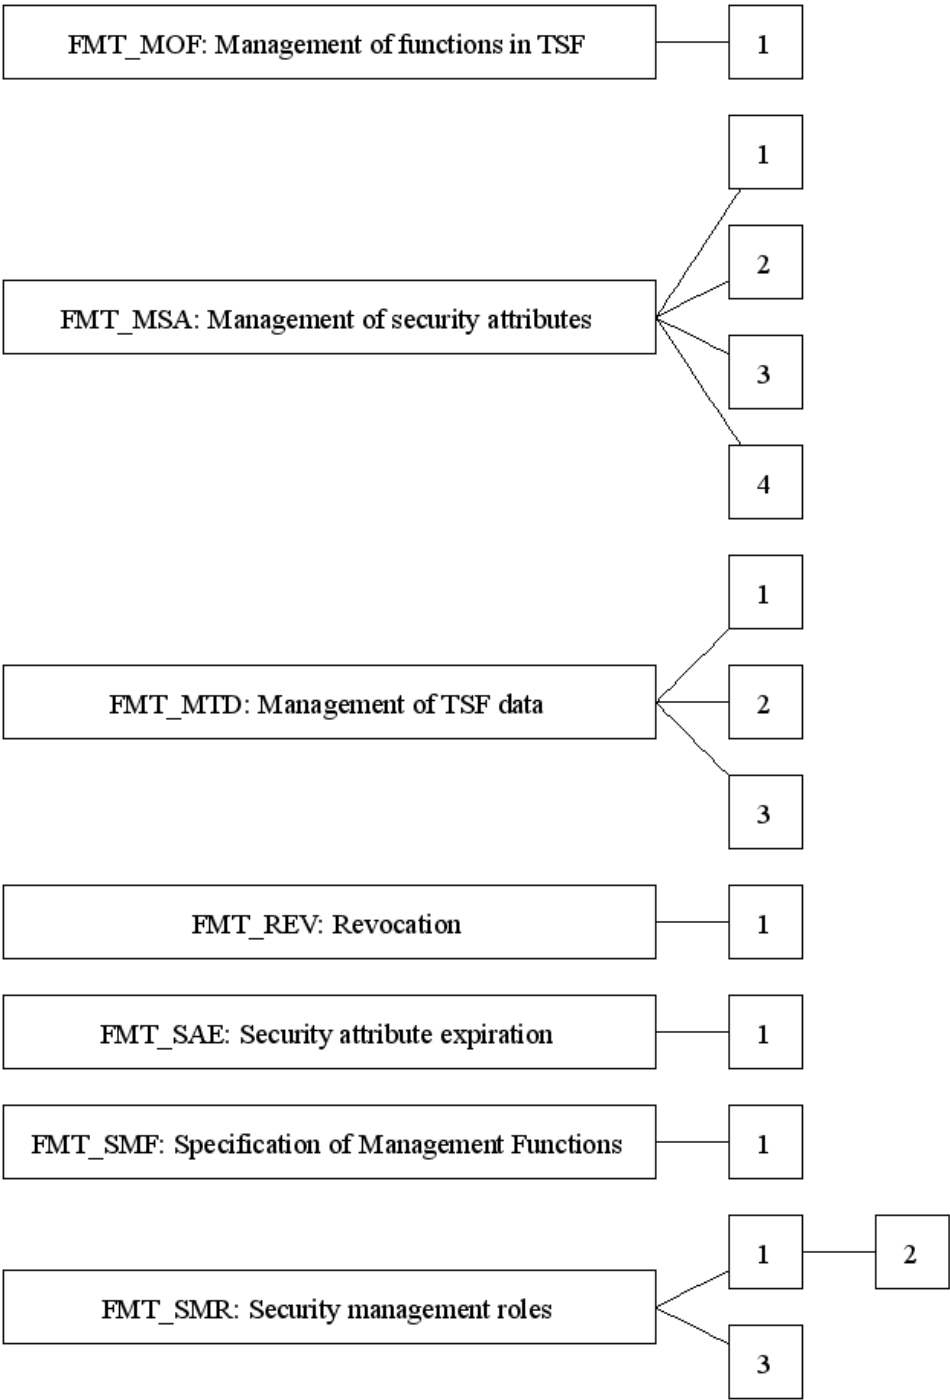 FMT_MOF: Management of functions in TSF 1
1
2
FMT_MSA: Management of security attributes
3
4
1
FMT_MTD: Management of TSF data 2
3
FMT_REV: Revocation 1
FMT_SAE: Security attribute expiration 1
FMT_SMF: Specification of Management Functions 1
1 2
FMT_SMR: Security management roles
3